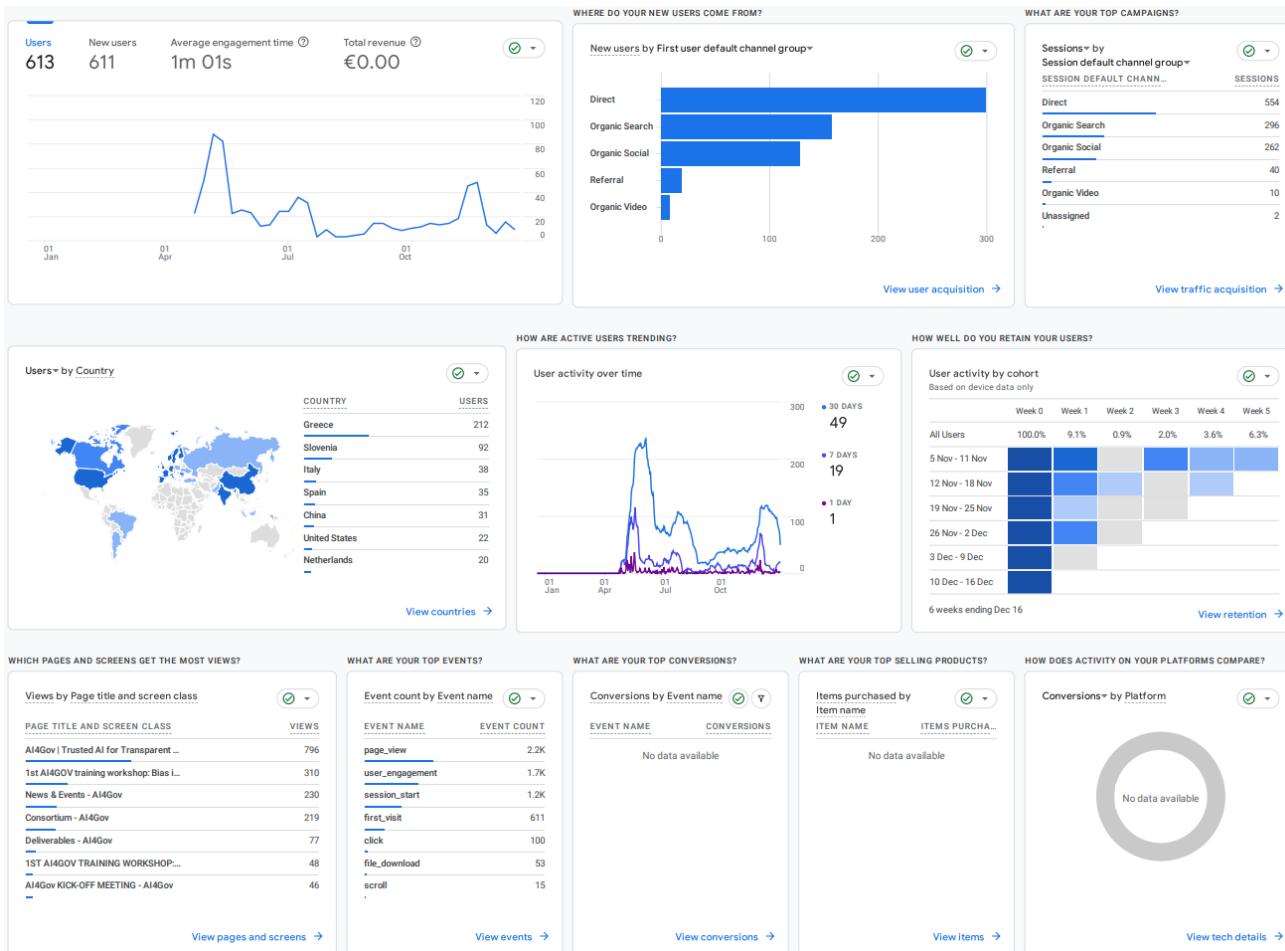 Users
613
New users
611
Average engagement time
1m 01s
Total revenue
€0.00
120
100
80
60
40
20
0
01 Jan
01 Apr
01 Jul
01 Oct
WHERE DO YOUR NEW USERS COME FROM?
New users by First user default channel group
Direct
Organic Search
Organic Social
Referral
Organic Video
0 100 200 300
View user acquisition
WHAT ARE YOUR TOP CAMPAIGNS?
Sessions by
Session default channel group
SESSION DEFAULT CHANN... SESSIONS
Direct 554
Organic Search 296
Organic Social 262
Referral 40
Organic Video 10
Unassigned 2
View traffic acquisition
Users by Country
COUNTRY USERS
Greece 212
Slovenia 92
Italy 38
Spain 35
China 31
United States 22
Netherlands 20
View countries
HOW ARE ACTIVE USERS TRENDING?
User activity over time
300
200
100
0
01 Jan
01 Apr
01 Jul
01 Oct
30 DAYS
49
7 DAYS
19
1 DAY
1
HOW WELL DO YOU RETAIN YOUR USERS?
User activity by cohort
Based on device data only
Week 0 Week 1 Week 2 Week 3 Week 4 Week 5
All Users 100.0% 9.1% 0.9% 2.0% 3.6% 6.3%
5 Nov - 11 Nov
12 Nov - 18 Nov
19 Nov - 25 Nov
26 Nov - 2 Dec
3 Dec - 9 Dec
10 Dec - 16 Dec
6 weeks ending Dec 16
View retention
WHICH PAGES AND SCREENS GET THE MOST VIEWS?
Views by Page title and screen class
PAGE TITLE AND SCREEN CLASS VIEWS
AI4Gov | Trusted AI for Transparent ... 796
1st AI4GOV training workshop: Bias i... 310
News & Events - AI4Gov 230
Consortium - AI4Gov 219
Deliverables - AI4Gov 77
1ST AI4GOV TRAINING WORKSHOP:... 48
AI4Gov KICK-OFF MEETING - AI4Gov 46
View pages and screens
WHAT ARE YOUR TOP EVENTS?
Event count by Event name
EVENT NAME EVENT COUNT
page_view 2.2K
user_engagement 1.7K
session_start 1.2K
first_visit 611
click 100
file_download 53
scroll 15
View events
WHAT ARE YOUR TOP CONVERSIONS?
Conversions by Event name
EVENT NAME CONVERSIONS
No data available
View conversions
WHAT ARE YOUR TOP SELLING PRODUCTS?
Items purchased by
Item name
ITEM NAME ITEMS PURCHA...
No data available
View items
HOW DOES ACTIVITY ON YOUR PLATFORMS COMPARE?
Conversions by Platform
No data available
View tech details